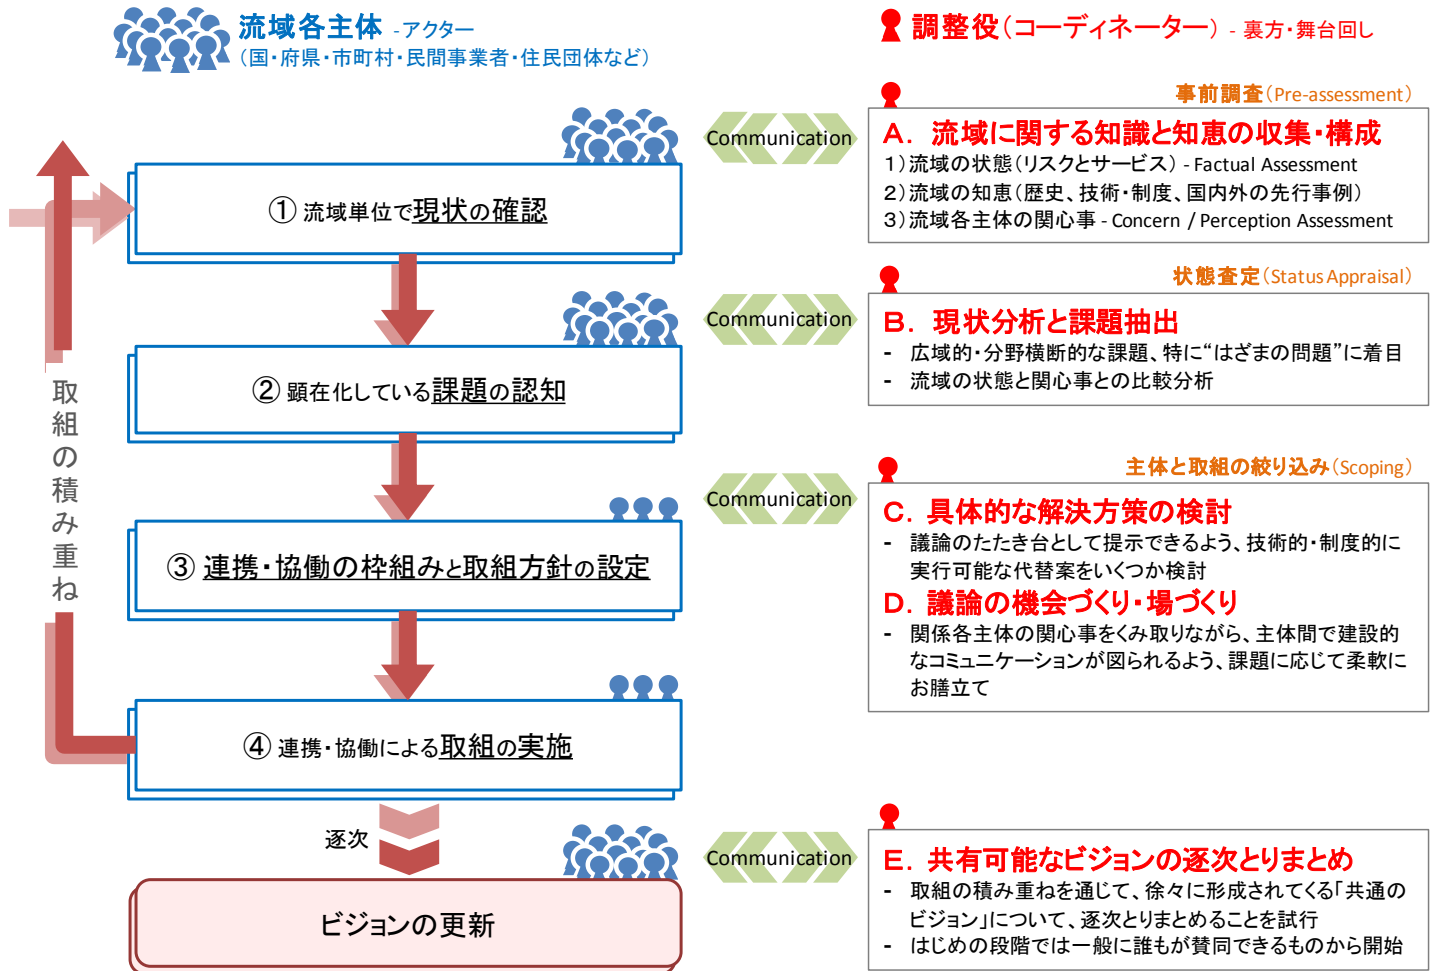 流域各主体 -アクター
（国・府県・市町村・民間事業者・住民団体など）
調整役（コーディネーター） - 裏方・舞台回し
事前調査（Pre-assessment）
Communication
A．流域に関する知識と知恵の収集・構成
1）流域の状態（リスクとサービス） - Factual Assessment
2）流域の知恵（歴史、技術・制度、国内外の先行事例）
3）流域各主体の関心事 - Concern / Perception Assessment
① 流域単位で現状の確認
状態査定（Status Appraisal）
Communication
B．現状分析と課題抽出
- 広域的・分野横断的な課題、特に“はざまの問題”に着目
- 流域の状態と関心事との比較分析
② 顕在化している課題の認知
取組の積み重ね
主体と取組の絞り込み（Scoping）
Communication
C．具体的な解決方策の検討
- 議論のたたき台として提示できるよう、技術的・制度的に
実行可能な代替案をいくつか検討
D．議論の機会づくり・場づくり
- 関係各主体の関心事をくみ取りながら、主体間で建設的
なコミュニケーションが図られるよう、課題に応じて柔軟に
お膳立て
③ 連携・協働の枠組みと取組方針の設定
④ 連携・協働による取組の実施
逐次
Communication
E．共有可能なビジョンの逐次とりまとめ
- 取組の積み重ねを通じて、徐々に形成されてくる「共通の
ビジョン」について、逐次とりまとめることを試行
- はじめの段階では一般に誰もが賛同できるものから開始
ビジョンの更新